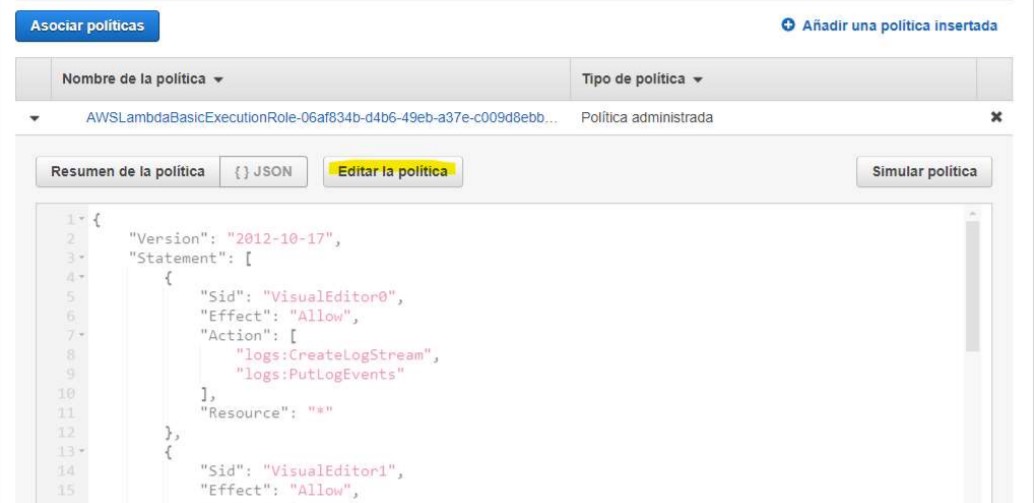 Asociar políticas
Añadir una política insertada
Nombre de la política
Tipo de política
AWSLambdaBasicExecutionRole-06af834b-d4b6-49eb-a37e-c009d8ebb...
Política administrada
Resumen de la política
{ } JSON
Editar la política
Simular política
1 {
2 "Version": "2012-10-17",
3 "Statement": [
4 {
5 "Sid": "VisualEditor0",
6 "Effect": "Allow",
7 "Action": [
8 "logs:CreateLogStream",
9 "logs:PutLogEvents"
10 ],
11 "Resource": "*"
12 },
13 {
14 "Sid": "VisualEditor1",
15 "Effect": "Allow",